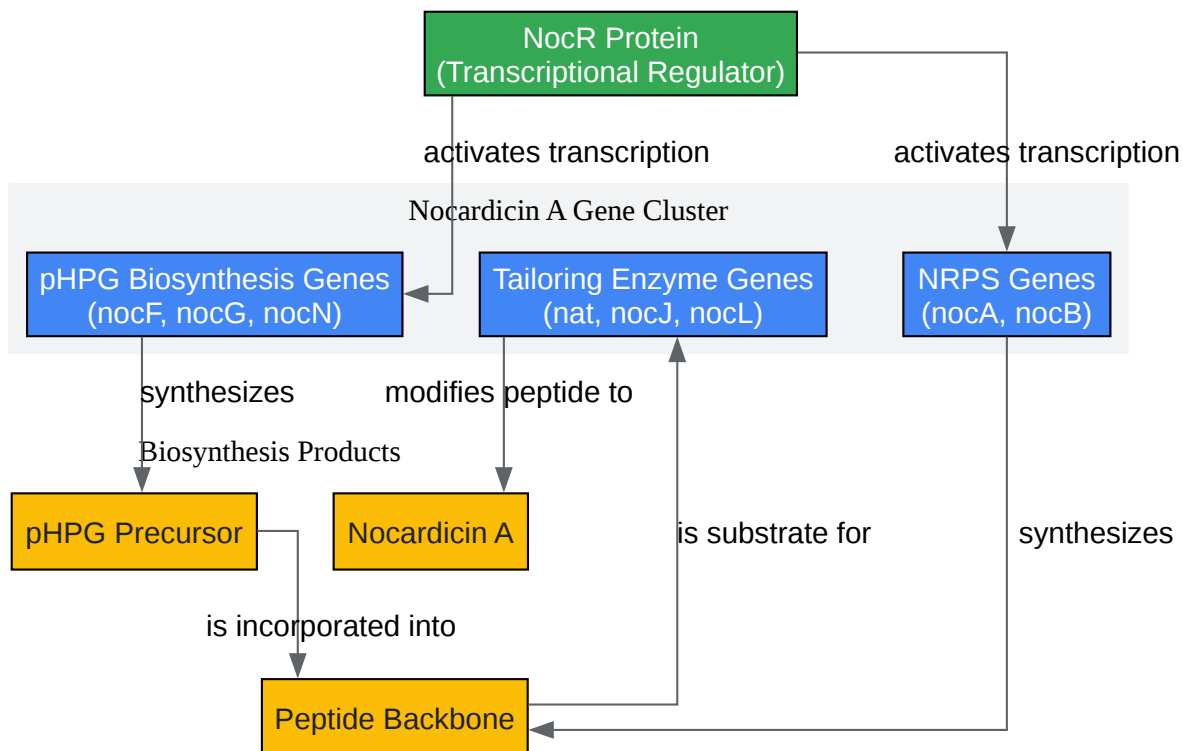 NocR Protein
(Transcriptional Regulator)
activates transcription
activates transcription
Nocardicin A Gene Cluster
pHPG Biosynthesis Genes
(nocF, nocG, nocN)
Tailoring Enzyme Genes
(nat, nocJ, nocL)
NRPS Genes
(nocA, nocB)
synthesizes
modifies peptide to
Biosynthesis Products
pHPG Precursor
Nocardicin A
is substrate for
synthesizes
is incorporated into
Peptide Backbone